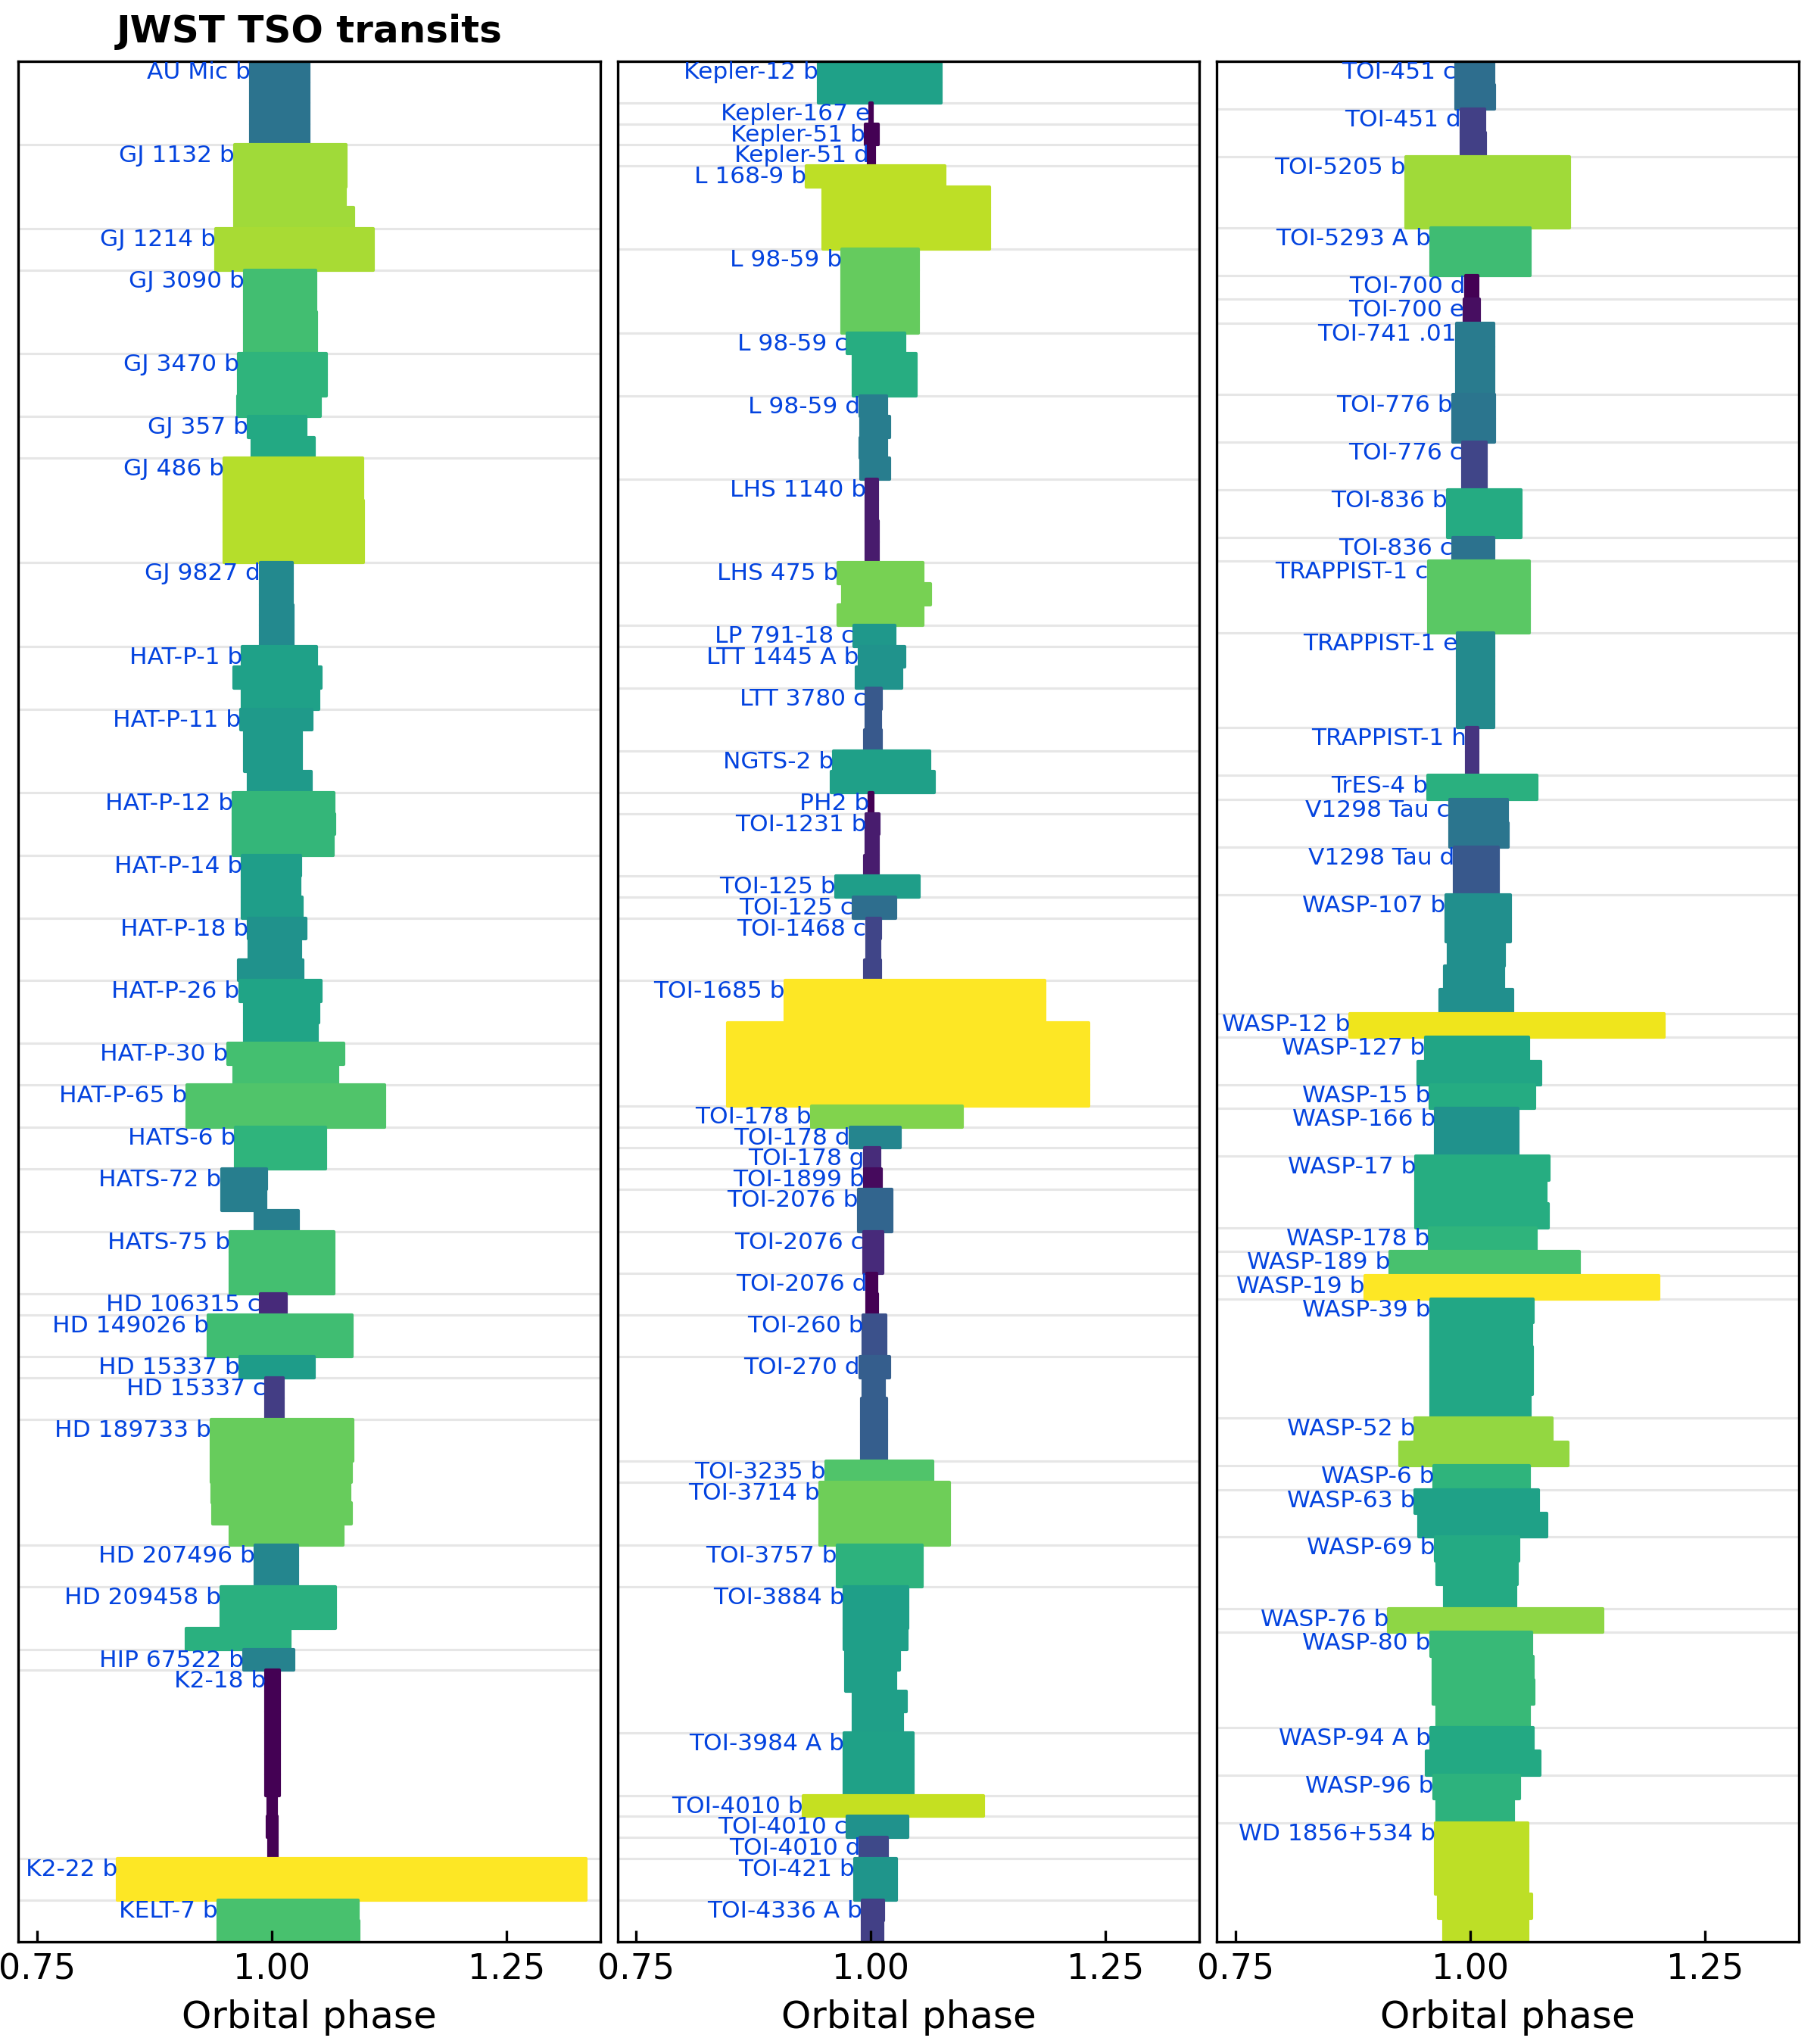 JWST TSO transits
AU Mic b
GJ 1132 b
GJ 1214 b
GJ 3090 b
GJ 3470 b
GJ 357 b
GJ 486 b
GJ 9827 d
HAT-P-1 b
HAT-P-11 b
HAT-P-12 b
HAT-P-14 b
HAT-P-18 b
HAT-P-26 b
HAT-P-30 b
HAT-P-65 b
HATS-6 b
HATS-72 b
HATS-75 b
HD 106315 c
HD 149026 b
HD 15337 b
HD 15337 c
HD 189733 b
HD 207496 b
HD 209458 b
HIP 67522 b
K2-18 b
K2-22 b
KELT-7 b
0.75 1.00 1.25
Orbital phase
Kepler-12 b
Kepler-167 e
Kepler-51 b
Kepler-51 d
L 168-9 b
L 98-59 b
L 98-59 c
L 98-59 d
LHS 1140 b
LHS 475 b
LP 791-18 c
LTT 1445 A b
LTT 3780 c
NGTS-2 b
PH2 b
TOI-1231 b
TOI-125 b
TOI-125 c
TOI-1468 c
TOI-1685 b
TOI-178 b
TOI-178 d
TOI-178 g
TOI-1899 b
TOI-2076 b
TOI-2076 c
TOI-2076 d
TOI-260 b
TOI-270 d
TOI-3235 b
TOI-3714 b
TOI-3757 b
TOI-3884 b
TOI-3984 A b
TOI-4010 b
TOI-4010 c
TOI-4010 d
TOI-421 b
TOI-4336 A b
0.75 1.00 1.25
Orbital phase
TOI-451 c
TOI-451 d
TOI-5205 b
TOI-5293 A b
TOI-700 d
TOI-700 e
TOI-741 .01
TOI-776 b
TOI-776 c
TOI-836 b
TOI-836 c
TRAPPIST-1 c
TRAPPIST-1 e
TRAPPIST-1 h
TrES-4 b
V1298 Tau c
V1298 Tau d
WASP-107 b
WASP-12 b
WASP-127 b
WASP-15 b
WASP-166 b
WASP-17 b
WASP-178 b
WASP-189 b
WASP-19 b
WASP-39 b
WASP-52 b
WASP-6 b
WASP-63 b
WASP-69 b
WASP-76 b
WASP-80 b
WASP-94 A b
WASP-96 b
WD 1856+534 b
0.75 1.00 1.25
Orbital phase